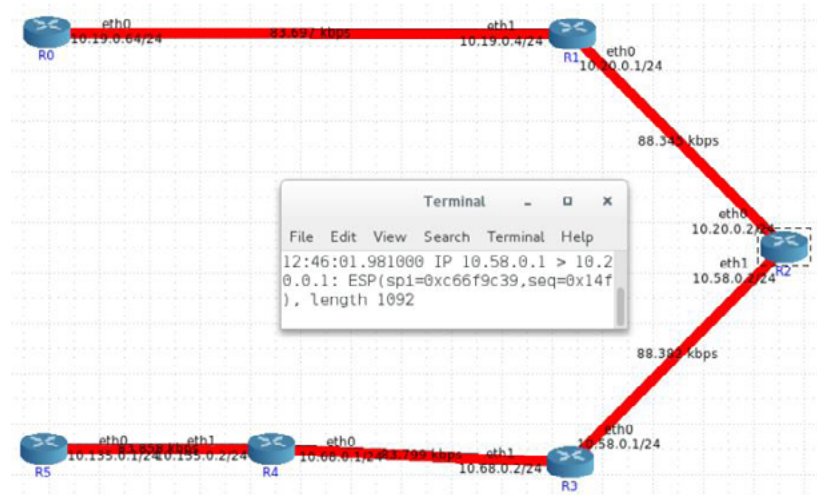 eth0
10.19.0.64/24
R0
83.697 kbps
eth1
10.19.0.4/24
R1
eth0
10.20.0.1/24
88.345 kbps
eth0
10.20.0.2/24
eth1
R2
10.58.0.2/24
Terminal
File Edit View Search Terminal Help
12:46:01.981000 IP 10.58.0.1 > 10.2
0.0.1: ESP(spi=0xc66f9c39,seq=0x14f
), length 1092
88.382 kbps
eth0
10.58.0.1/24
R3
eth1
10.68.0.2/24
83.799 kbps
eth0
10.68.0.1/24
R4
eth1
10.135.0.2/24
eth0
10.135.0.1/24
R5